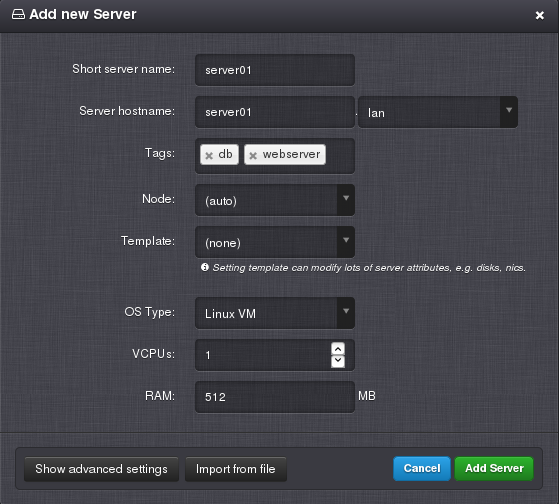 Add new Server ×
Short server name: server01
Server hostname: server01 . lan
Tags: × db × webserver
Node: (auto)
Template: (none)
Setting template can modify lots of server attributes, e.g. disks, nics.
OS Type: Linux VM
VCPUs: 1
RAM: 512 MB
Show advanced settings Import from file Cancel Add Server